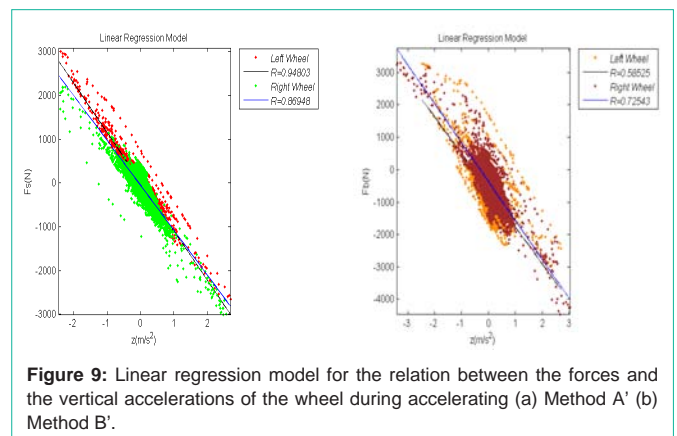 Linear Regression Model
3000
2000
1000
0
-1000
-2000
-3000
Fs(N)
-2 -1 0 1 2
z(m/s²)
Left Wheel
R=0.94803
Right Wheel
R=0.86948
Linear Regression Model
3000
2000
1000
0
-1000
-2000
-3000
-4000
Fb(N)
-3 -2 -1 0 1 2 3
z(m/s²)
Left Wheel
R=0.56525
Right Wheel
R=0.72543
Figure 9: Linear regression model for the relation between the forces and
the vertical accelerations of the wheel during accelerating (a) Method A’ (b)
Method B’.